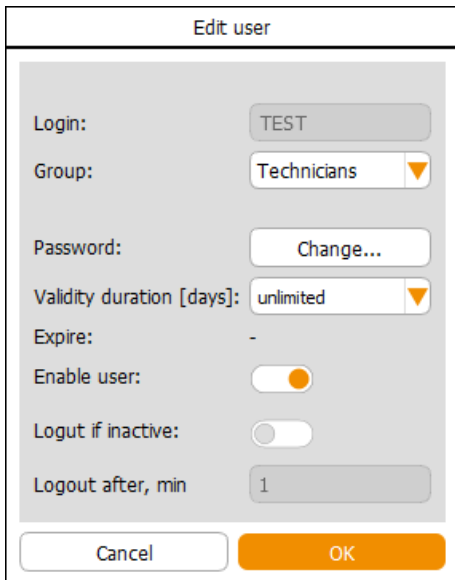 Edit user
Login: TEST
Group: Technicians
Password: Change...
Validity duration [days]: unlimited
Expire: -
Enable user:
Logut if inactive:
Logout after, min 1
Cancel OK